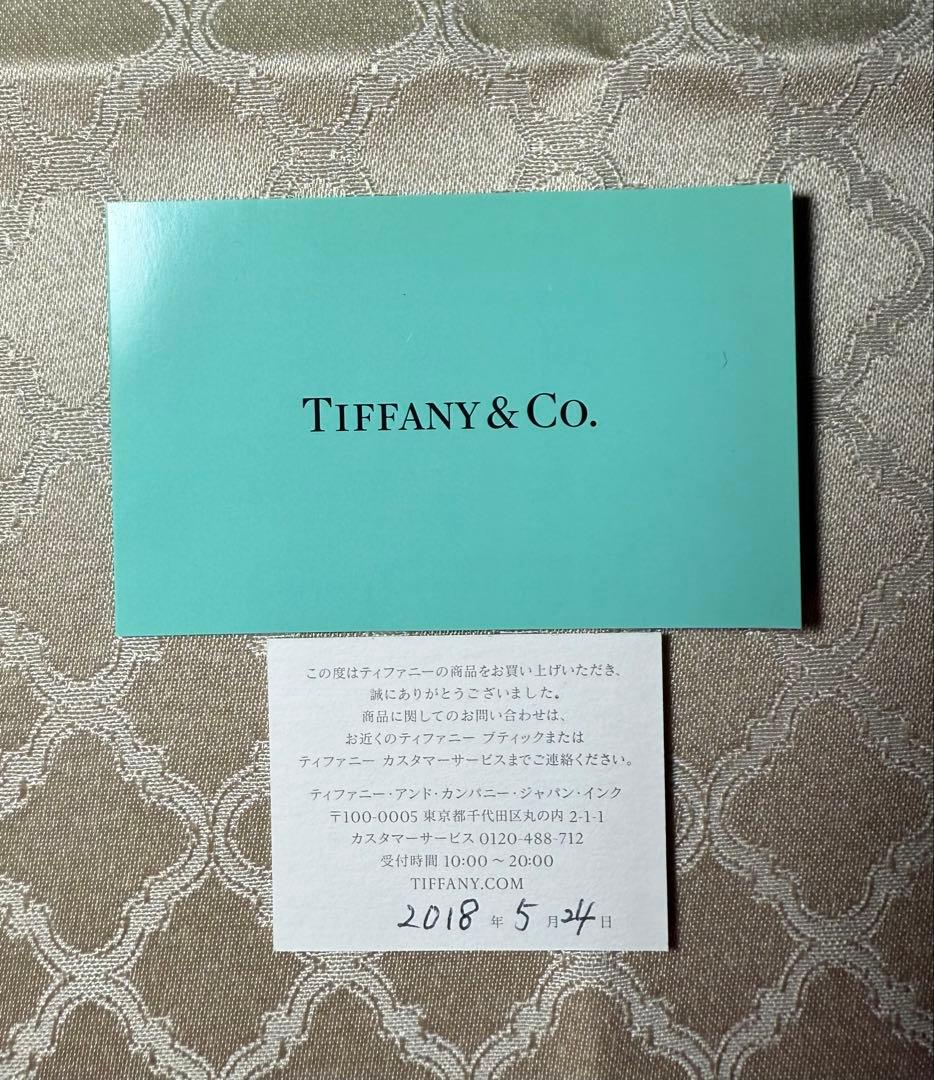 TIFFANY & CO.
この度はティファニーの商品をお買い上げいただき、
誠にありがとうございました。
商品に関してのお問い合わせは、
お近くのティファニー ブティックまたは
ティファニー カスタマーサービスまでご連絡ください。
ティファニー・アンド・カンパニー・ジャパン・インク
〒100-0005 東京都千代田区丸の内 2-1-1
カスタマーサービス 0120-488-712
受付時間 10:00 〜 20:00
TIFFANY.COM
2018 年 5 月 24 日